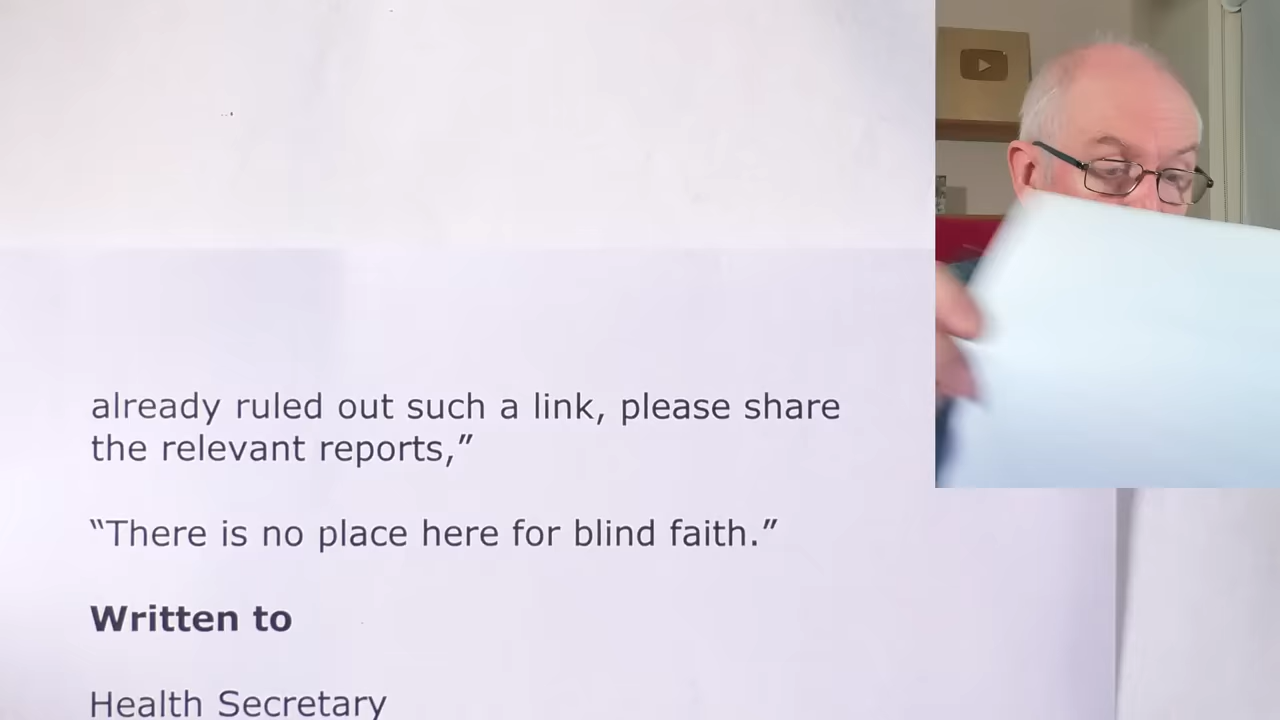 already ruled out such a link, please share
the relevant reports,”
“There is no place here for blind faith.”
Written to
Health Secretary